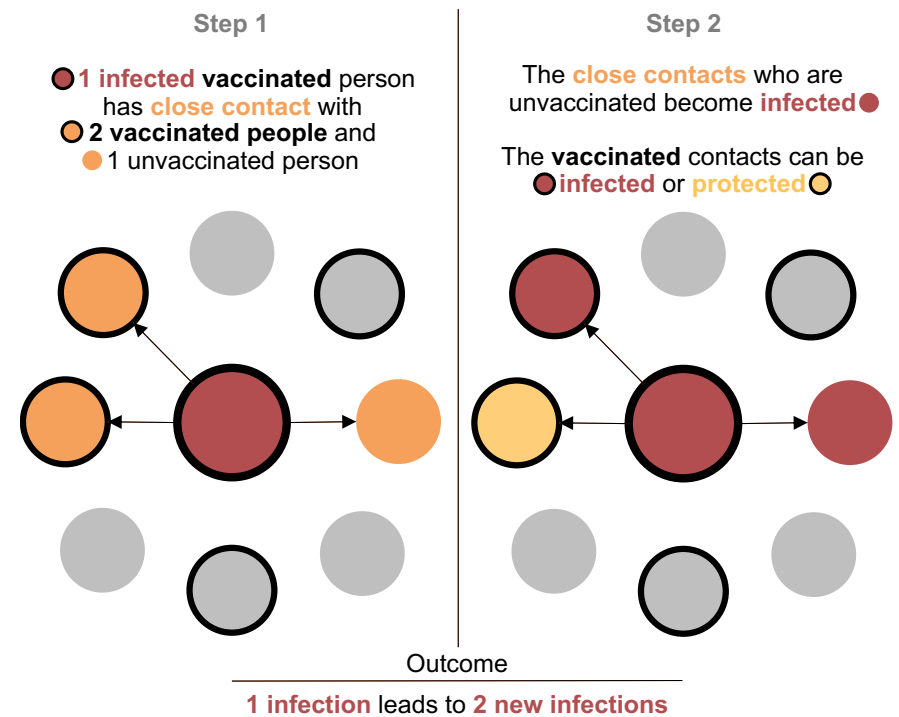 Step 1
1 infected vaccinated person
has close contact with
2 vaccinated people and
1 unvaccinated person
Step 2
The close contacts who are
unvaccinated become infected
The vaccinated contacts can be
infected or protected
Outcome
1 infection leads to 2 new infections